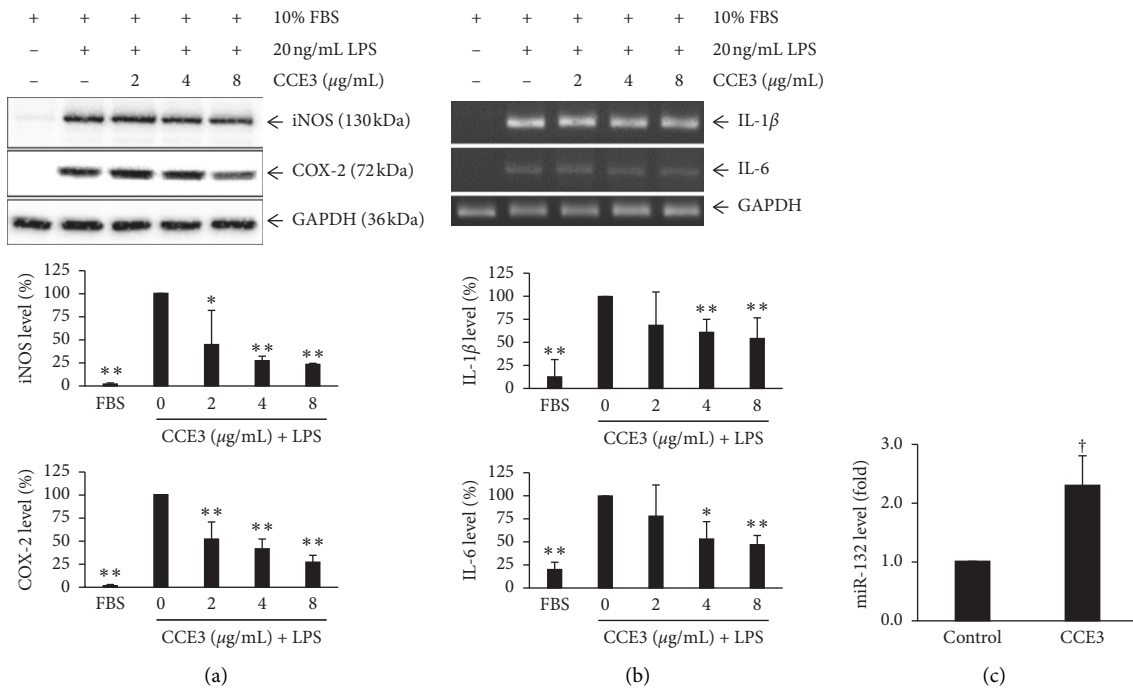 + + + + + 10% FBS
– + + + + 20 ng/mL LPS
– – 2 4 8 CCE3 (μg/mL)
iNOS (130 kDa)
COX-2 (72 kDa)
GAPDH (36 kDa)
iNOS level (%)
125
100
75
50
25
0
** * ** **
FBS 0 2 4 8
CCE3 (μg/mL) + LPS
COX-2 level (%)
125
100
75
50
25
0
** ** ** **
FBS 0 2 4 8
CCE3 (μg/mL) + LPS
(a)
+ + + + + 10% FBS
– + + + + 20 ng/mL LPS
– – 2 4 8 CCE3 (μg/mL)
IL-1β
IL-6
GAPDH
IL-1β level (%)
125
100
75
50
25
0
** ** **
FBS 0 2 4 8
CCE3 (μg/mL) + LPS
IL-6 level (%)
125
100
75
50
25
0
** * **
FBS 0 2 4 8
CCE3 (μg/mL) + LPS
(b)
miR-132 level (fold)
3.0
2.0
1.0
0.0
†
Control CCE3
(c)